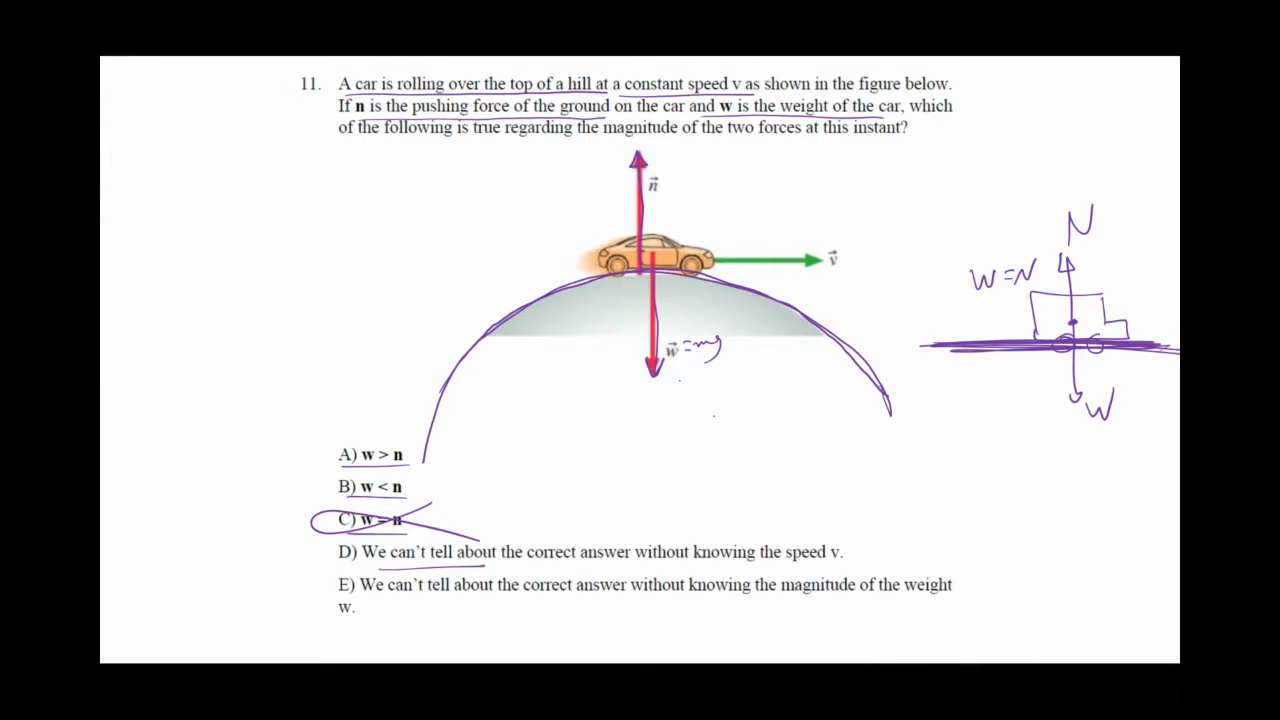 11. A car is rolling over the top of a hill at a constant speed v as shown in the figure below.
If n is the pushing force of the ground on the car and w is the weight of the car, which
of the following is true regarding the magnitude of the two forces at this instant?
n
v
w = mg
N
W = N
W
A) w > n
B) w < n
C) w = n
D) We can't tell about the correct answer without knowing the speed v.
E) We can't tell about the correct answer without knowing the magnitude of the weight
w.